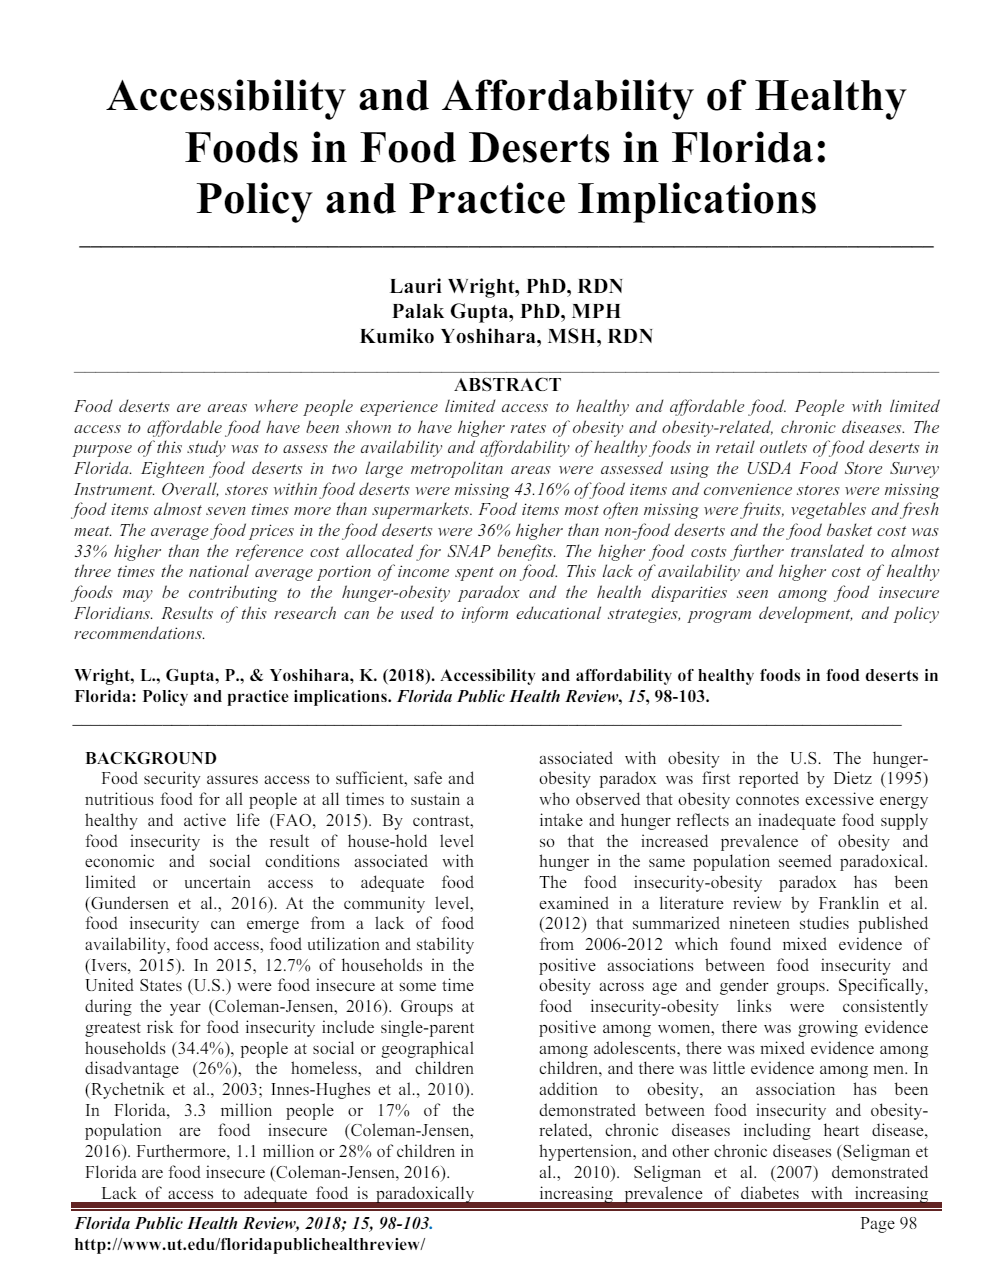 Accessibility and Affordability of Healthy
Foods in Food Deserts in Florida:
Policy and Practice Implications
Lauri Wright, PhD, RDN
Palak Gupta, PhD, MPH
Kumiko Yoshihara, MSH, RDN
ABSTRACT
Food deserts are areas where people experience limited access to healthy and affordable food. People with limited
access to affordable food have been shown to have higher rates of obesity and obesity-related, chronic diseases. The
purpose of this study was to assess the availability and affordability of healthy foods in retail outlets of food deserts in
Florida. Eighteen food deserts in two large metropolitan areas were assessed using the USDA Food Store Survey
Instrument. Overall, stores within food deserts were missing 43.16% of food items and convenience stores were missing
food items almost seven times more than supermarkets. Food items most often missing were fruits, vegetables and fresh
meat. The average food prices in the food deserts were 36% higher than non-food deserts and the food basket cost was
33% higher than the reference cost allocated for SNAP benefits. The higher food costs further translated to almost
three times the national average portion of income spent on food. This lack of availability and higher cost of healthy
foods may be contributing to the hunger-obesity paradox and the health disparities seen among food insecure
Floridians. Results of this research can be used to inform educational strategies, program development, and policy
recommendations.
Wright, L., Gupta, P., & Yoshihara, K. (2018). Accessibility and affordability of healthy foods in food deserts in
Florida: Policy and practice implications. Florida Public Health Review, 15, 98-103.
BACKGROUND
Food security assures access to sufficient, safe and
nutritious food for all people at all times to sustain a
healthy and active life (FAO, 2015). By contrast,
food insecurity is the result of house-hold level
economic and social conditions associated with
limited or uncertain access to adequate food
(Gundersen et al., 2016). At the community level,
food insecurity can emerge from a lack of food
availability, food access, food utilization and stability
(Ivers, 2015). In 2015, 12.7% of households in the
United States (U.S.) were food insecure at some time
during the year (Coleman-Jensen, 2016). Groups at
greatest risk for food insecurity include single-parent
households (34.4%), people at social or geographical
disadvantage (26%), the homeless, and children
(Rychetnik et al., 2003; Innes-Hughes et al., 2010).
In Florida, 3.3 million people or 17% of the
population are food insecure (Coleman-Jensen,
2016). Furthermore, 1.1 million or 28% of children in
Florida are food insecure (Coleman-Jensen, 2016).
Lack of access to adequate food is paradoxically
associated with obesity in the U.S. The hunger-
obesity paradox was first reported by Dietz (1995)
who observed that obesity connotes excessive energy
intake and hunger reflects an inadequate food supply
so that the increased prevalence of obesity and
hunger in the same population seemed paradoxical.
The food insecurity-obesity paradox has been
examined in a literature review by Franklin et al.
(2012) that summarized nineteen studies published
from 2006-2012 which found mixed evidence of
positive associations between food insecurity and
obesity across age and gender groups. Specifically,
food insecurity-obesity links were consistently
positive among women, there was growing evidence
among adolescents, there was mixed evidence among
children, and there was little evidence among men. In
addition to obesity, an association has been
demonstrated between food insecurity and obesity-
related, chronic diseases including heart disease,
hypertension, and other chronic diseases (Seligman et
al., 2010). Seligman et al. (2007) demonstrated
increasing prevalence of diabetes with increasing
Florida Public Health Review, 2018; 15, 98-103.
Page 98
http://www.ut.edu/floridapublichealthreview/